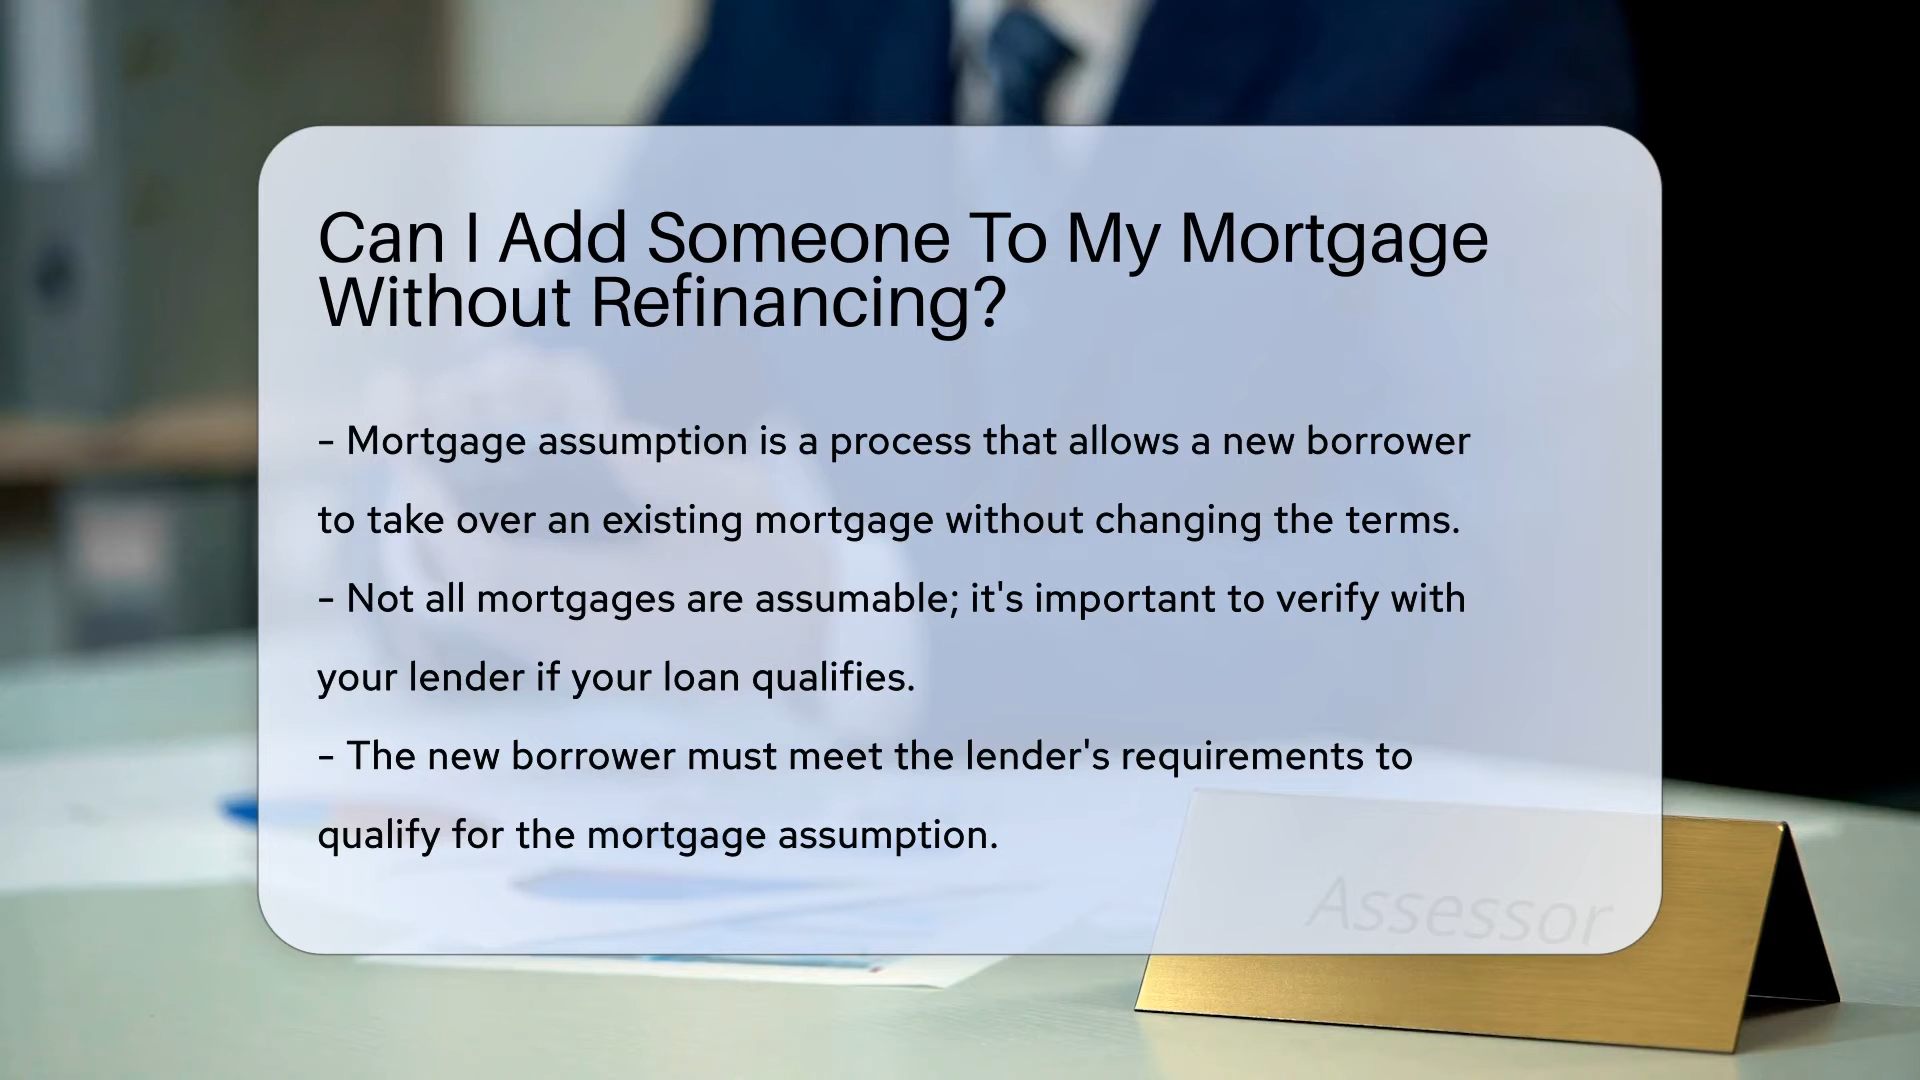 Can I Add Someone To My Mortgage
Without Refinancing?
- Mortgage assumption is a process that allows a new borrower
to take over an existing mortgage without changing the terms.
- Not all mortgages are assumable; it's important to verify with
your lender if your loan qualifies.
- The new borrower must meet the lender's requirements to
qualify for the mortgage assumption.
Assessor